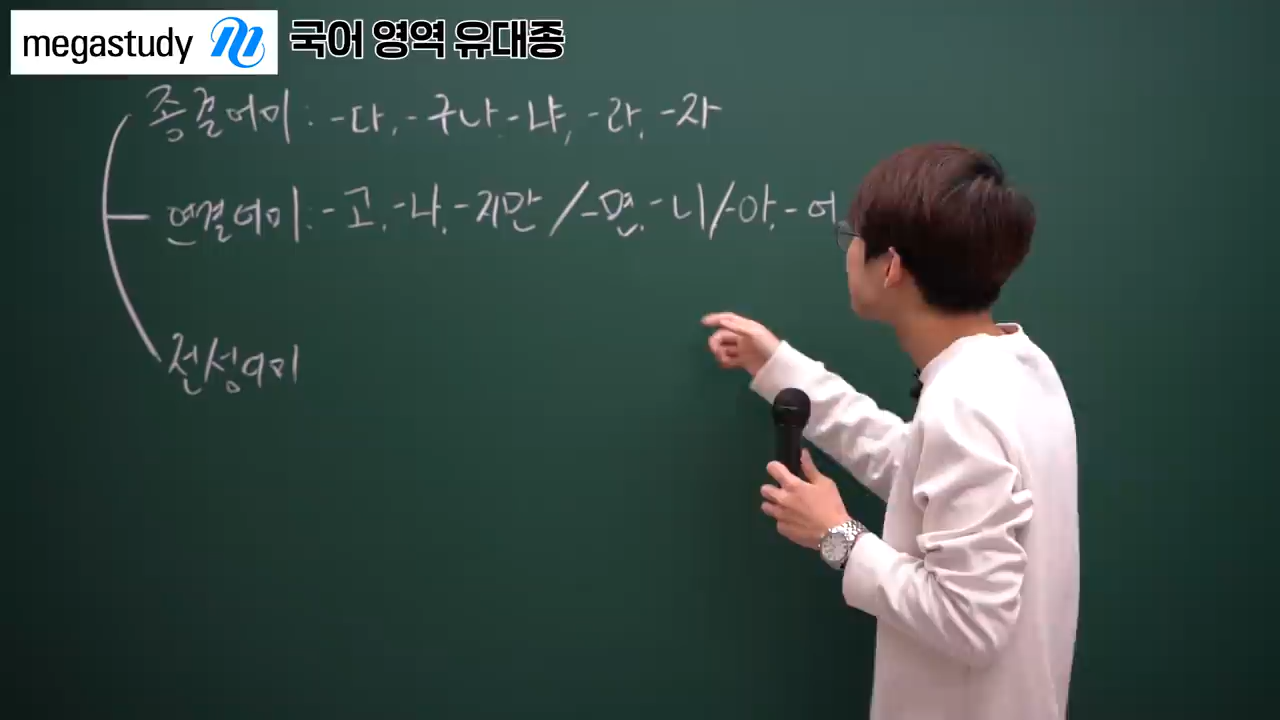 megastudy 국어 영역 유대종
종결어미 : -다, -구나, -냐, -라, -자
연결어미 : -고, -나, -지만 / -면, -니 / -아, -어
전성어미